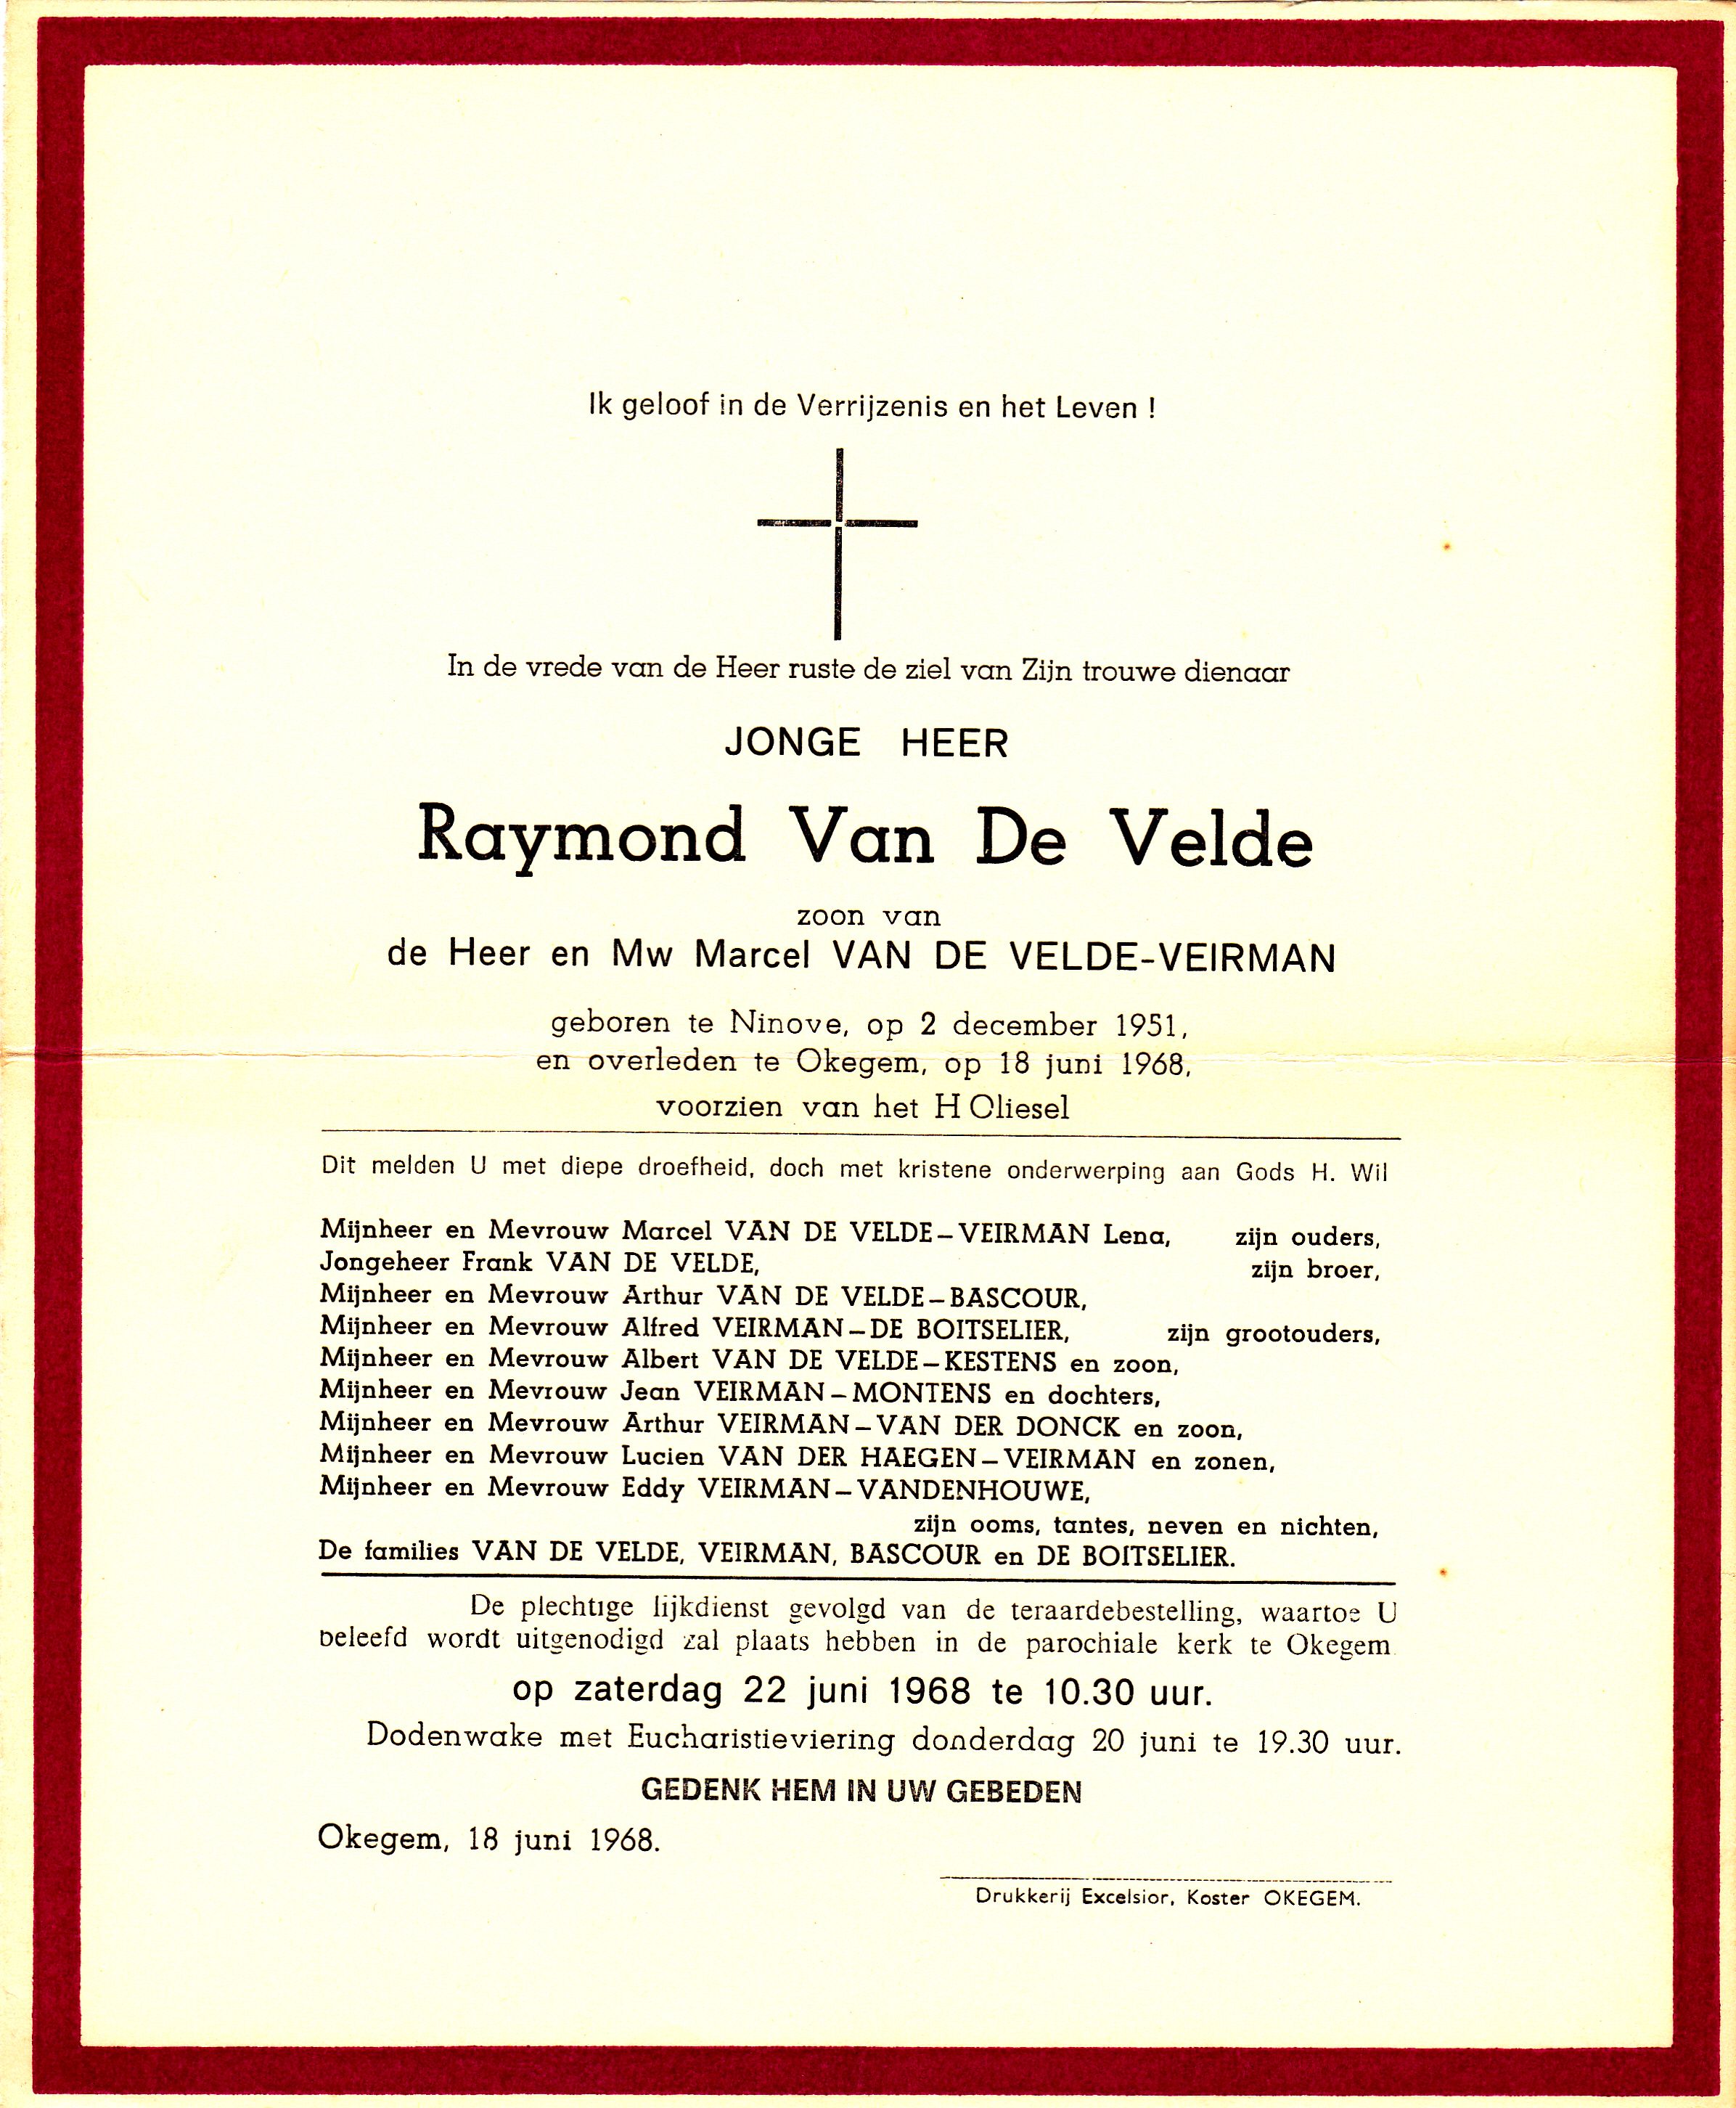 Ik geloof in de Verrijzenis en het Leven !
In de vrede van de Heer ruste de ziel van Zijn trouwe dienaar
JONGE HEER
Raymond Van De Velde
zoon van
de Heer en Mw Marcel VAN DE VELDE-VEIRMAN
geboren te Ninove, op 2 december 1951,
en overleden te Okegem, op 18 juni 1968,
voorzien van het H Oliesel
Dit melden U met diepe droefheid, doch met kristene onderwerping aan Gods H. Wil
Mijnheer en Mevrouw Marcel VAN DE VELDE–VEIRMAN Lena, zijn ouders,
Jongeheer Frank VAN DE VELDE, zijn broer,
Mijnheer en Mevrouw Arthur VAN DE VELDE–BASCOUR,
Mijnheer en Mevrouw Alfred VEIRMAN–DE BOITSELIER, zijn grootouders,
Mijnheer en Mevrouw Albert VAN DE VELDE–KESTENS en zoon,
Mijnheer en Mevrouw Jean VEIRMAN–MONTENS en dochters,
Mijnheer en Mevrouw Arthur VEIRMAN–VAN DER DONCK en zoon,
Mijnheer en Mevrouw Lucien VAN DER HAEGEN–VEIRMAN en zonen,
Mijnheer en Mevrouw Eddy VEIRMAN–VANDENHOUWE,
zijn ooms, tantes, neven en nichten,
De families VAN DE VELDE, VEIRMAN, BASCOUR en DE BOITSELIER.
De plechtige lijkdienst gevolgd van de teraardebestelling, waartoe U
beleefd wordt uitgenodigd zal plaats hebben in de parochiale kerk te Okegem
op zaterdag 22 juni 1968 te 10.30 uur.
Dodenwake met Eucharistieviering donderdag 20 juni te 19.30 uur.
GEDENK HEM IN UW GEBEDEN
Okegem, 18 juni 1968.
Drukkerij Excelsior, Koster OKEGEM.